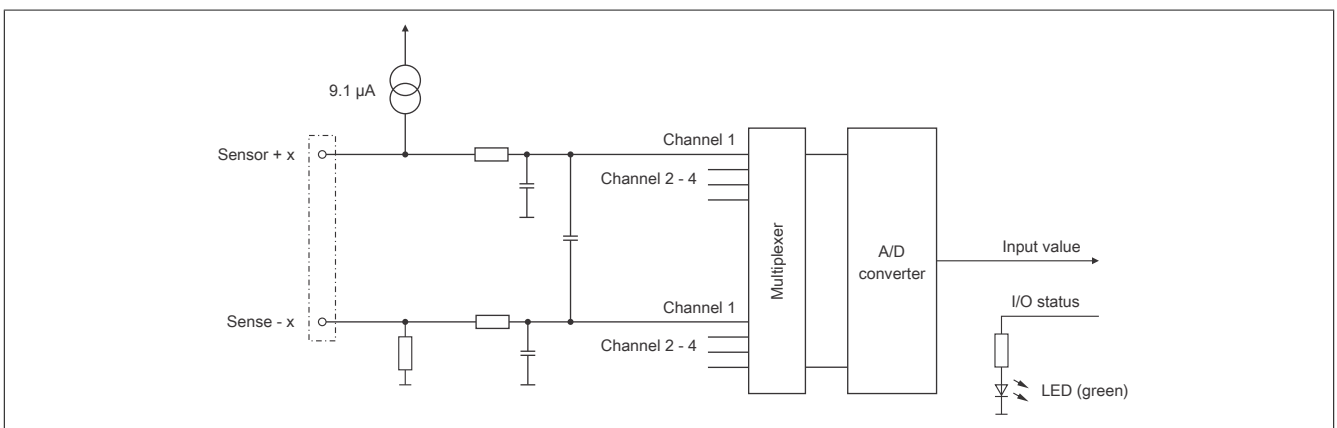 9.1 µA
Sensor + x
Channel 1
Channel 2 - 4
Multiplexer
A/D
converter
Input value
I/O status
Sense - x
Channel 1
Channel 2 - 4
LED (green)